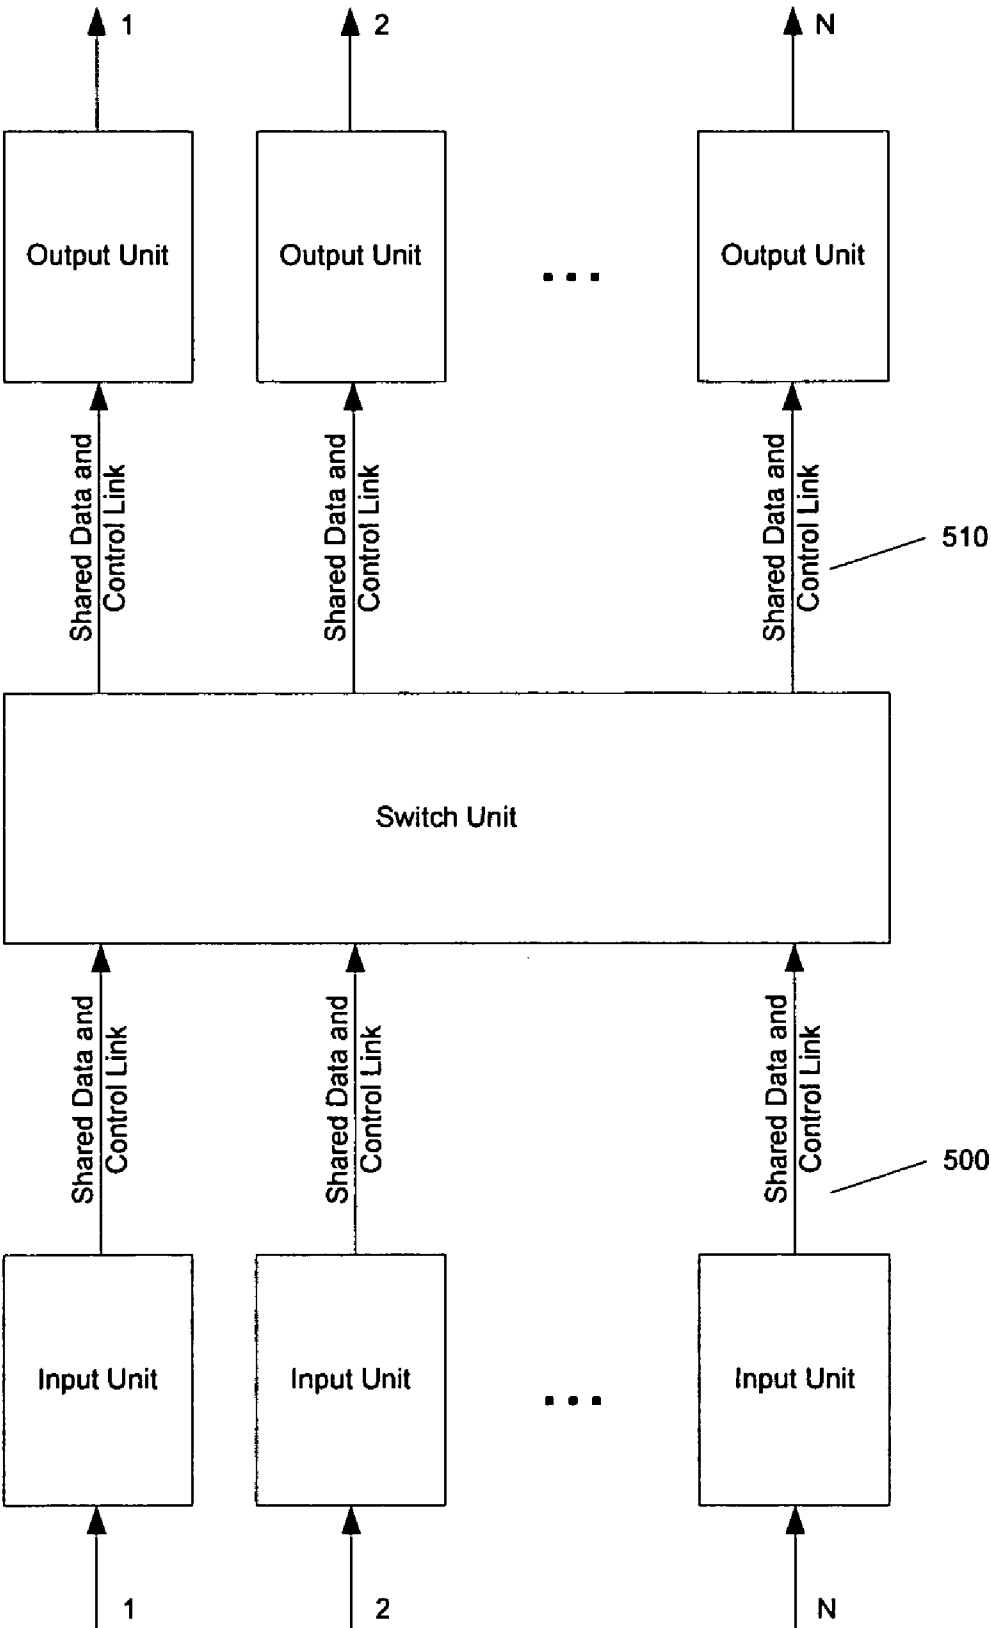 1
2
N
Output Unit
Output Unit
Output Unit
Shared Data and
Control Link
Shared Data and
Control Link
Shared Data and
Control Link
510
Switch Unit
Shared Data and
Control Link
Shared Data and
Control Link
Shared Data and
Control Link
500
Input Unit
Input Unit
Input Unit
1
2
N